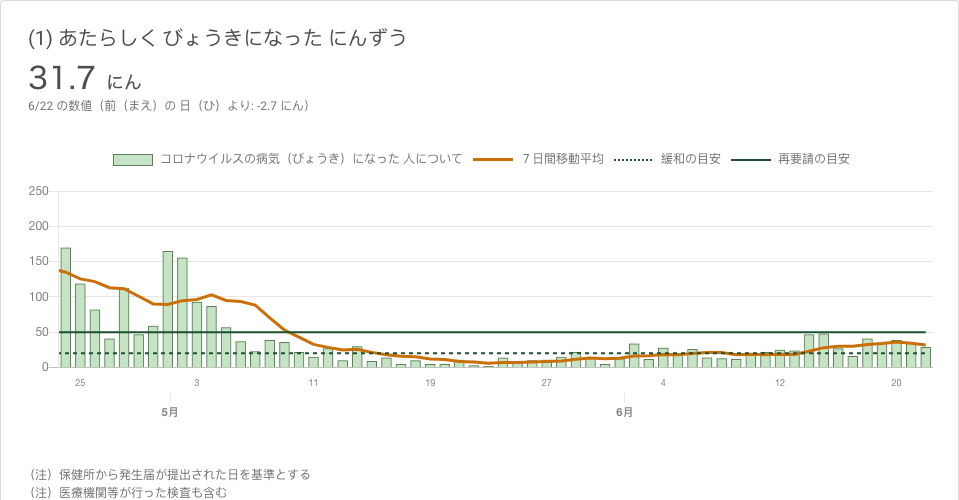 (1) あたらしく びょうきになった にんずう
31.7 にん
6/22 の数値（前（まえ）の 日（ひ）より: -2.7 にん）
コロナウイルスの病気（びょうき）になった 人について ７日間移動平均 緩和の目安 再要請の目安
250
200
150
100
50
0
25 3 11 19 27 4 12 20
5月 6月
（注）保健所から発生届が提出された日を基準とする
（注）医療機関等が行った検査も含む